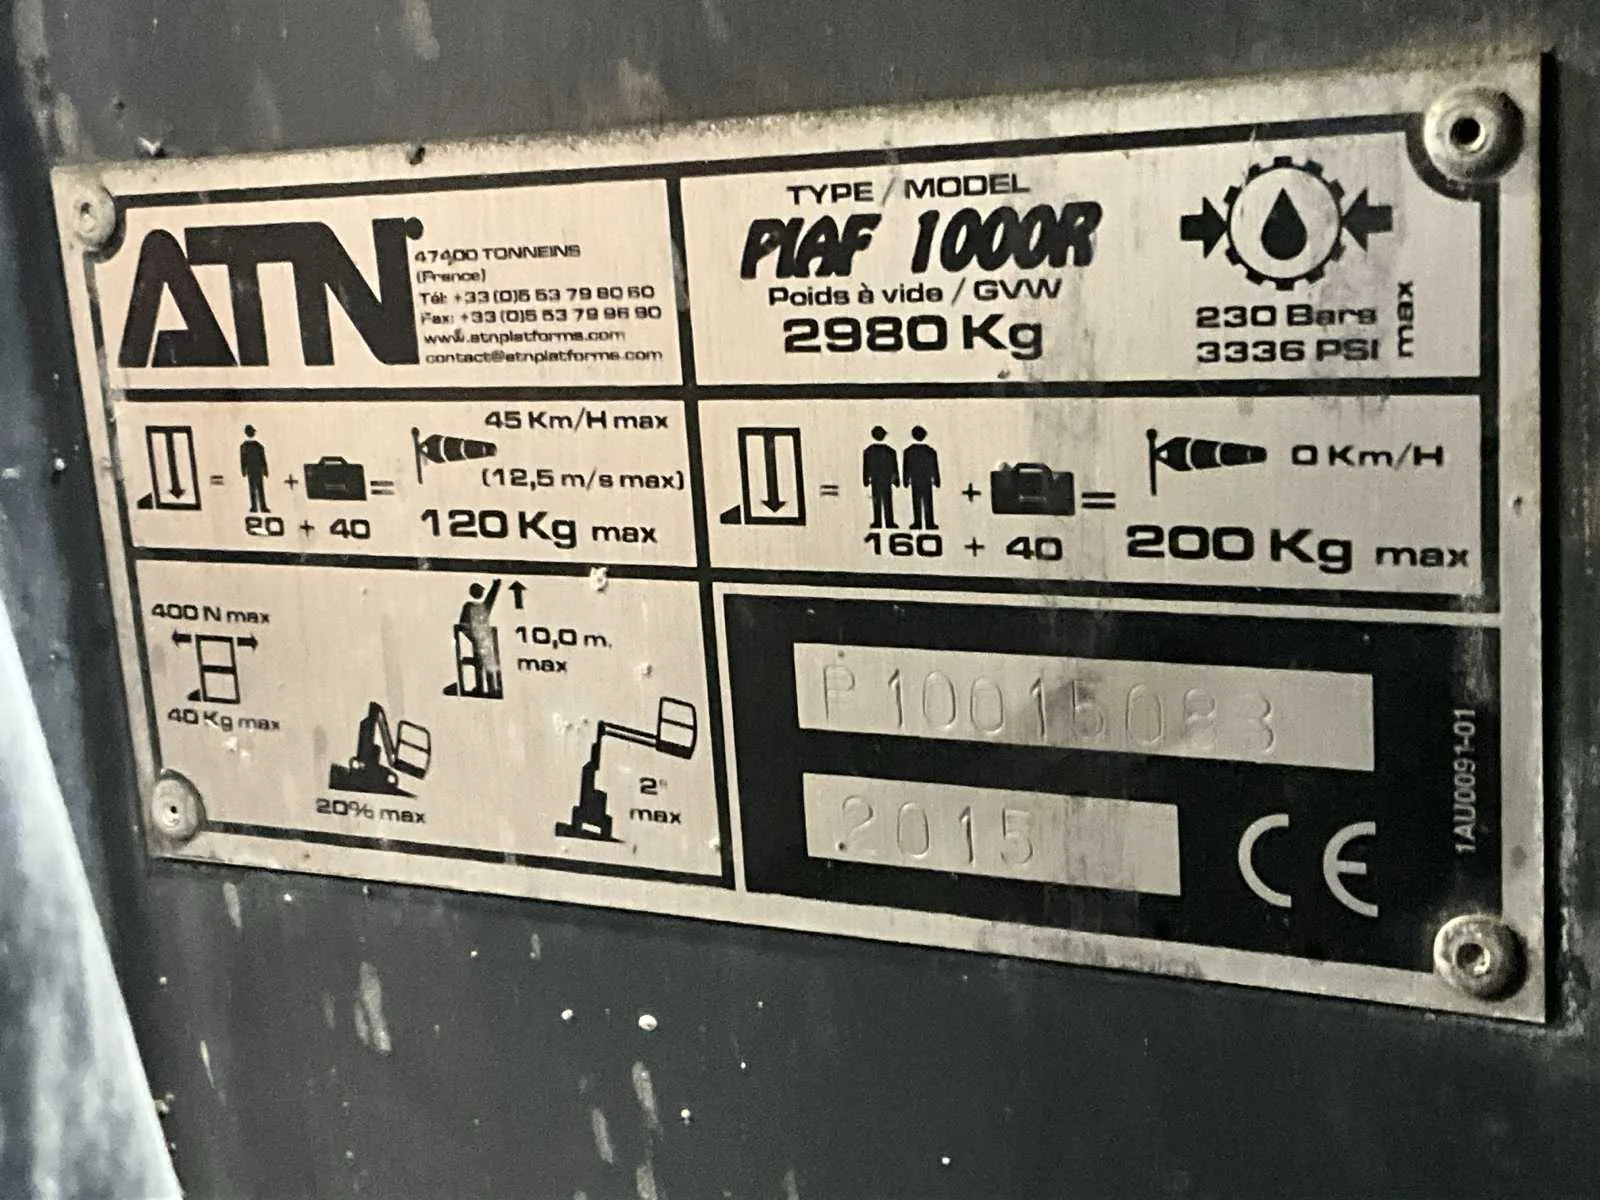 ATN
47400 TONNEINS
(France)
Tél: +33 (0)5 53 79 80 60
Fax: +33 (0)5 53 79 96 90
www.atnplatforms.com
contact@atnplatforms.com
TYPE / MODEL
PIAF 1000R
Poids à vide / GVW
2980 Kg
230 Bars
3336 PSI
max
45 Km/H max
(12,5 m/s max)
= + =
80 + 40
120 Kg max
= + = 0 Km/H
160 + 40
200 Kg max
400 N max
40 Kg max
10,0 m.
max
20% max
2°
max
P10015083
2015
CE
1AU0091-01